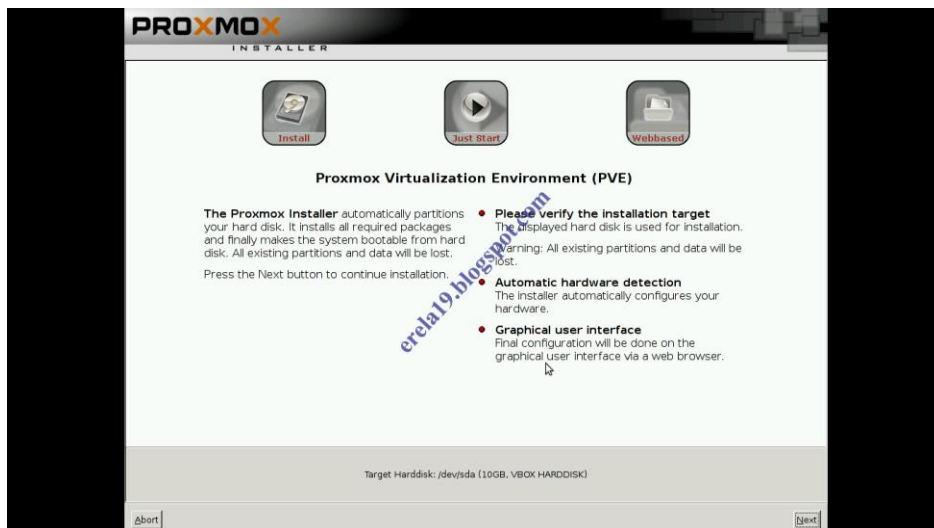 PROXMOX
INSTALLER
Install
Just Start
Webbased
Proxmox Virtualization Environment (PVE)
The Proxmox Installer automatically partitions
your hard disk. It installs all required packages
and finally makes the system bootable from hard
disk. All existing partitions and data will be lost.
Press the Next button to continue installation.
Please verify the installation target
The displayed hard disk is used for installation.
Warning: All existing partitions and data will be
lost.
Automatic hardware detection
The installer automatically configures your
hardware.
Graphical user interface
Final configuration will be done on the
graphical user interface via a web browser.
erela19.blogspot.com
Target Harddisk: /dev/sda (10GB, VBOX HARDDISK)
Abort
Next